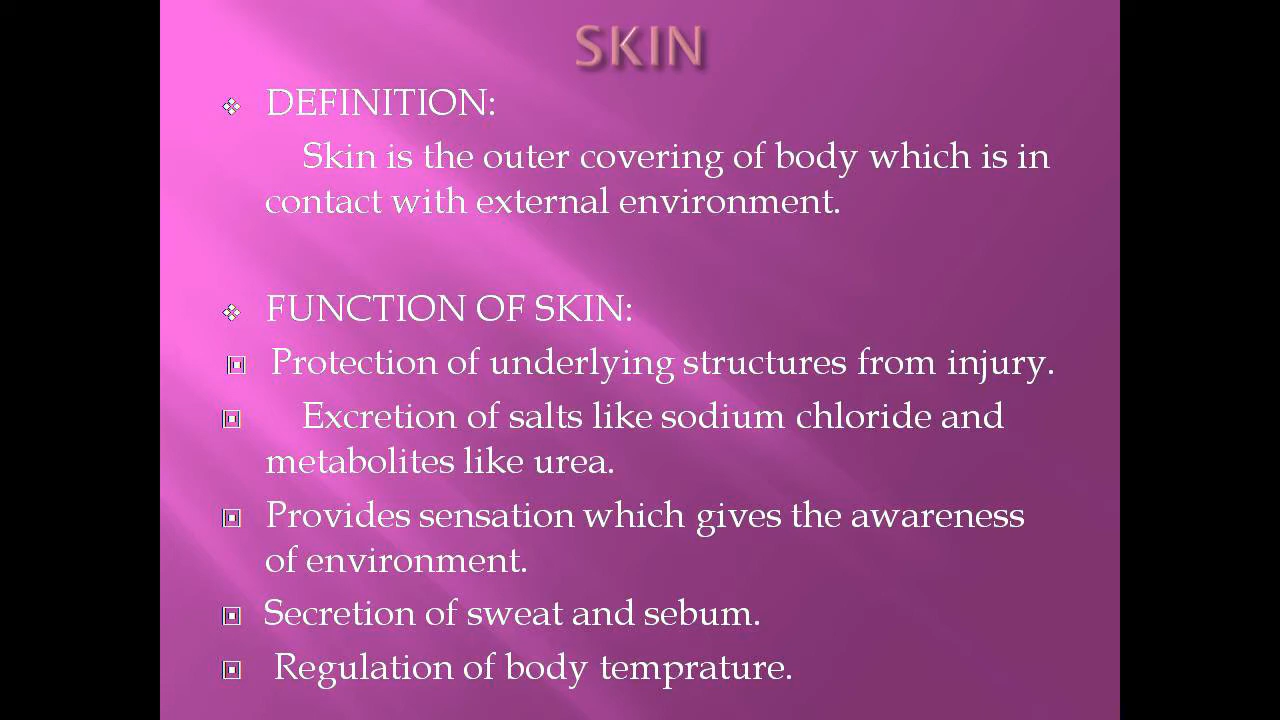 SKIN
DEFINITION:
Skin is the outer covering of body which is in
contact with external environment.
FUNCTION OF SKIN:
Protection of underlying structures from injury.
Excretion of salts like sodium chloride and
metabolites like urea.
Provides sensation which gives the awareness
of environment.
Secretion of sweat and sebum.
Regulation of body temprature.